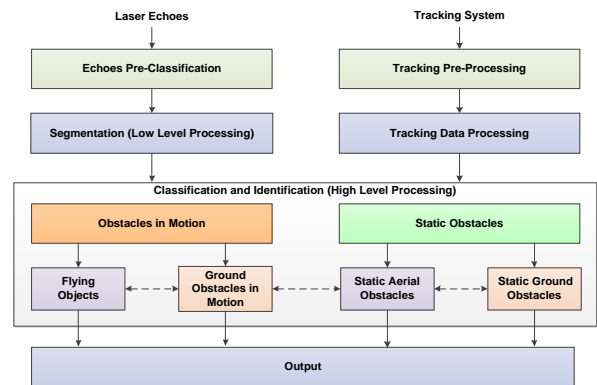 Laser Echoes
Tracking System
Echoes Pre-Classification
Tracking Pre-Processing
Segmentation (Low Level Processing)
Tracking Data Processing
Classification and Identification (High Level Processing)
Obstacles in Motion
Static Obstacles
Flying
Objects
Ground
Obstacles in
Motion
Static Aerial
Obstacles
Static Ground
Obstacles
Output